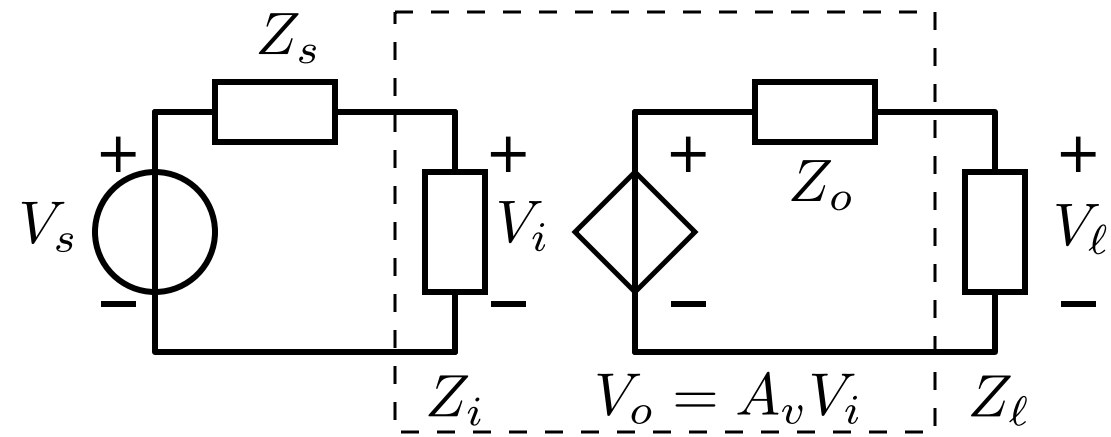 Z_s
+ + + +
Z_o
V_s V_i V_ℓ
− − − −
Z_i V_o = A_v V_i Z_ℓ